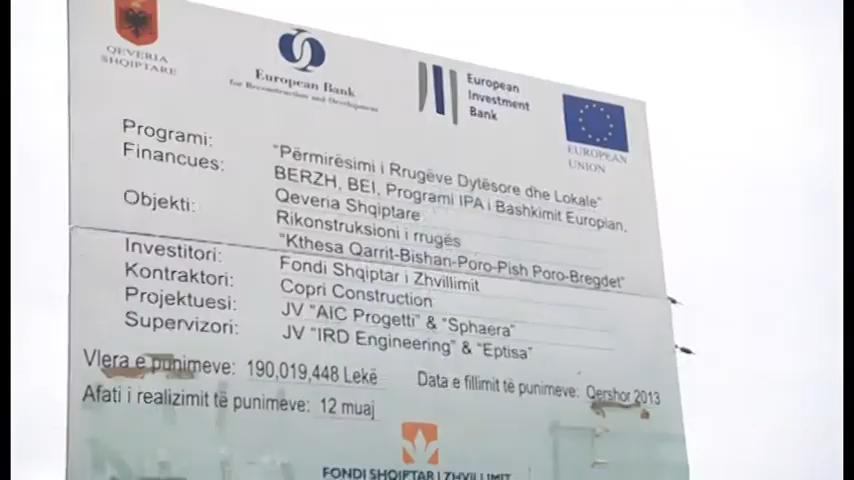 QEVERIA
SHQIPTARE
European Bank
for Reconstruction and Development
European
Investment
Bank
EUROPEAN
UNION
Programi: "Përmirësimi i Rrugëve Dytësore dhe Lokale"
Financues: BERZH, BEI, Programi IPA i Bashkimit Europian,
Qeveria Shqiptare
Objekti: Rikonstruksioni i rrugës
"Kthesa Qarrit-Bishan-Poro-Pish Poro-Bregdet"
Investitori: Fondi Shqiptar i Zhvillimit
Kontraktori: Copri Construction
Projektuesi: JV "AIC Progetti" & "Sphaera"
Supervizori: JV "IRD Engineering" & "Eptisa"
Vlera e punimeve: 190,019,448 Lekë
Data e fillimit të punimeve: Qershor 2013
Afati i realizimit të punimeve: 12 muaj
FONDI SHQIPTAR I ZHVILLIMIT